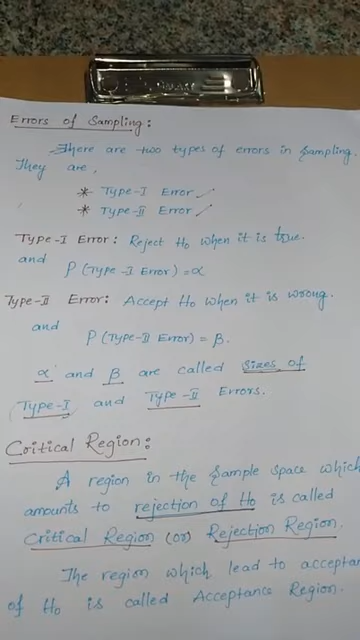 Errors of Sampling:
There are two types of errors in sampling.
They are,
* Type-I Error
* Type-II Error
Type-I Error: Reject H₀ when it is true.
and
P(Type-I Error) = α
Type-II Error: Accept H₀ when it is wrong.
and
P(Type-II Error) = β.
α and β are called sizes of
Type-I and Type-II Errors.
Critical Region:
A region in the sample space which
amounts to rejection of H₀ is called
Critical Region (or) Rejection Region.
The region which lead to acceptan
of H₀ is called Acceptance Region.